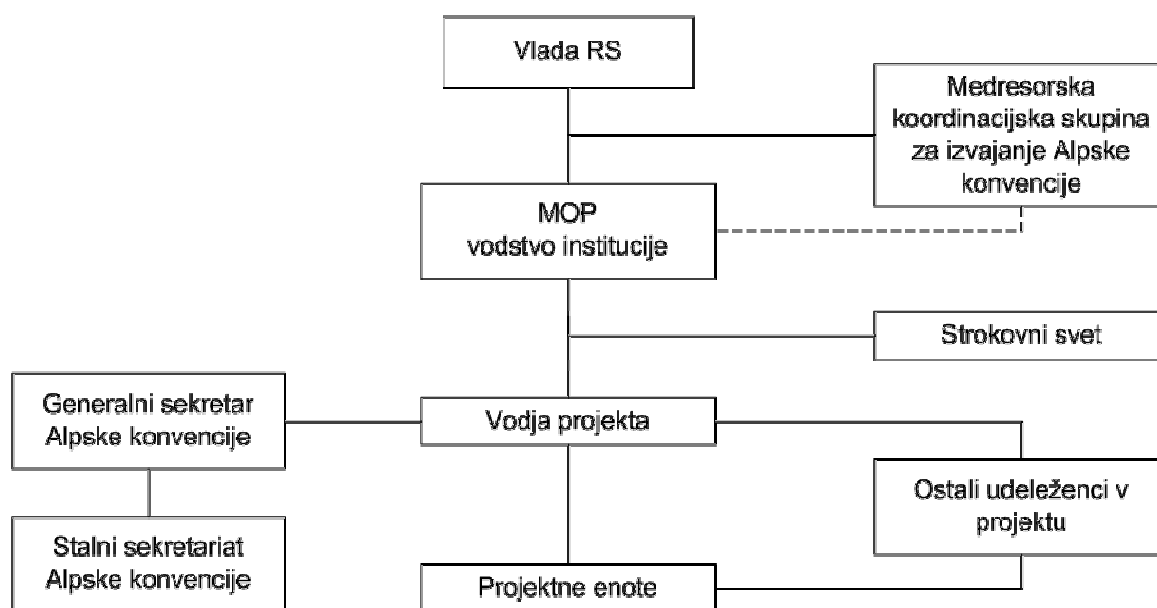 Vlada RS
Medresorska
koordinacijska skupina
za izvajanje Alpske
konvencije
MOP
vodstvo institucije
Strokovni svet
Generalni sekretar
Alpske konvencije
Vodja projekta
Ostali udeleženci v
projektu
Stalni sekretariat
Alpske konvencije
Projektne enote